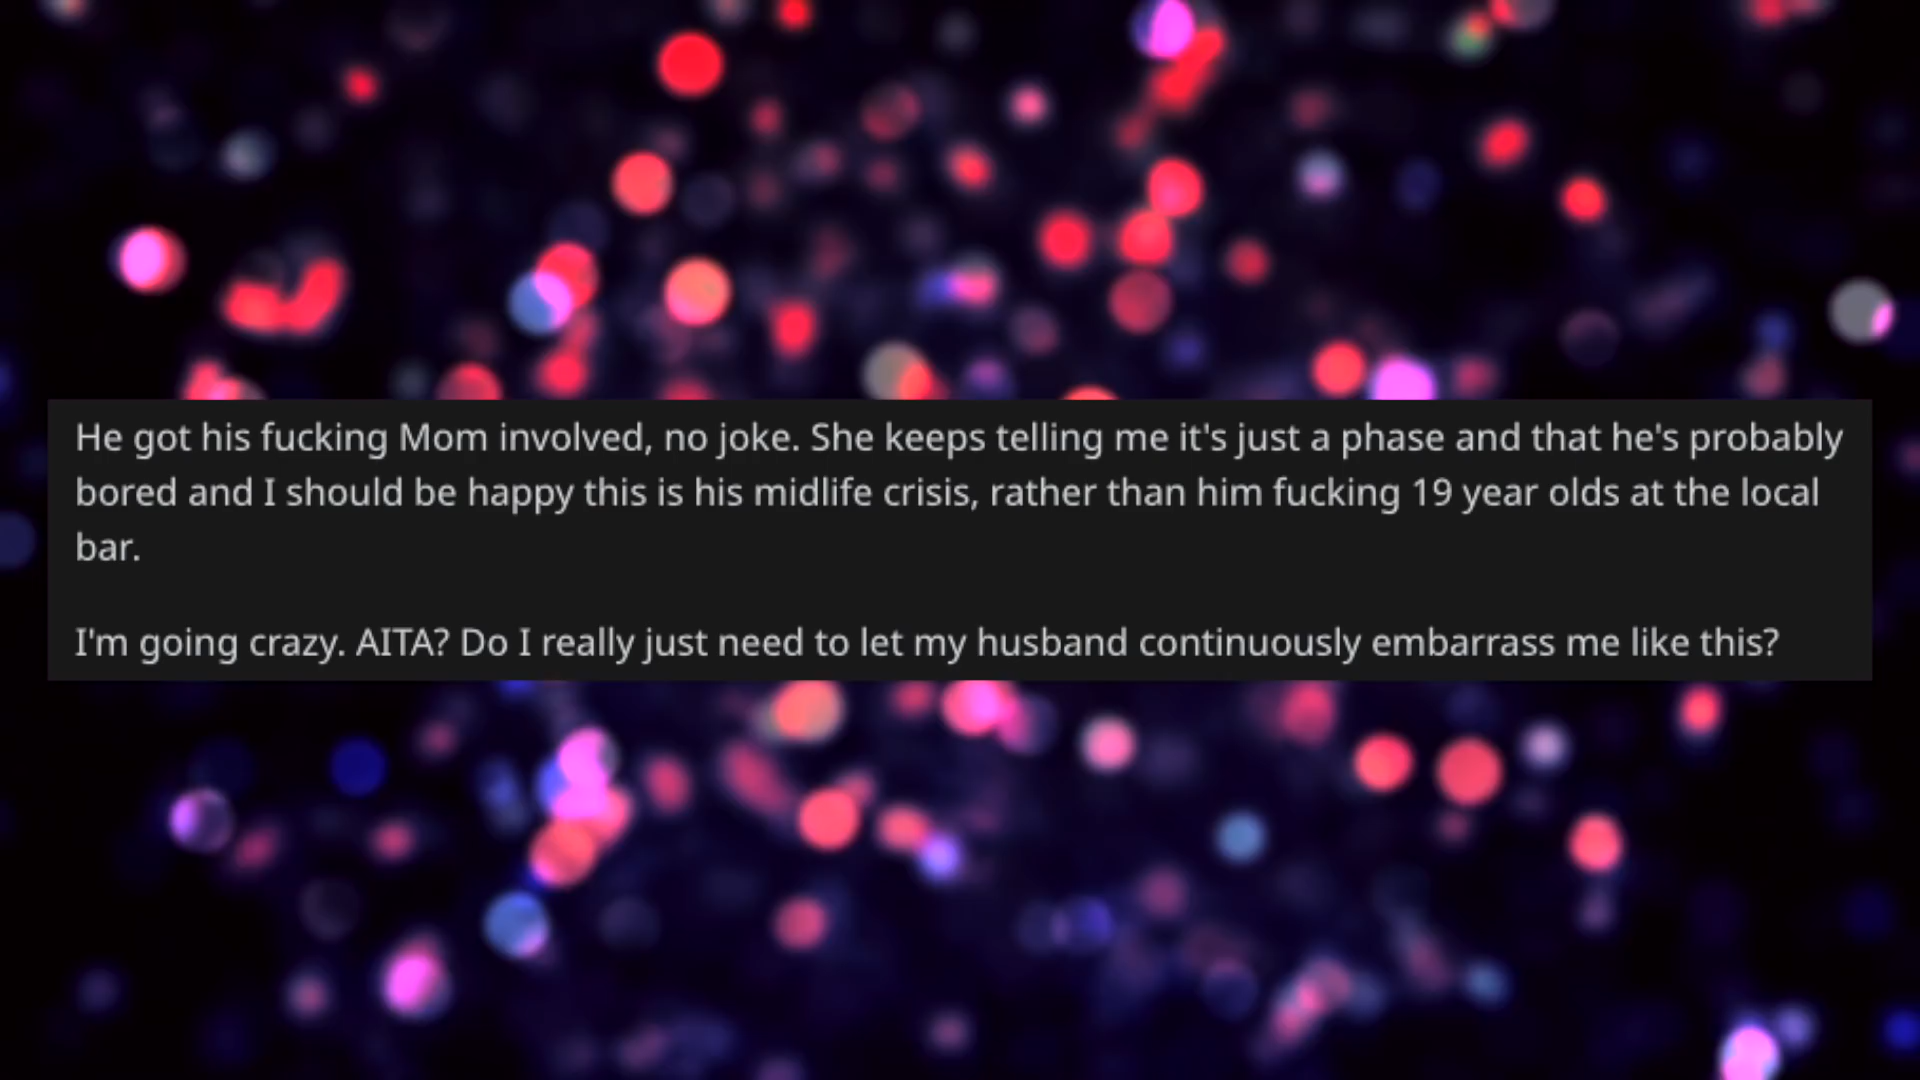 He got his fucking Mom involved, no joke. She keeps telling me it's just a phase and that he's probably
bored and I should be happy this is his midlife crisis, rather than him fucking 19 year olds at the local
bar.
I'm going crazy. AITA? Do I really just need to let my husband continuously embarrass me like this?